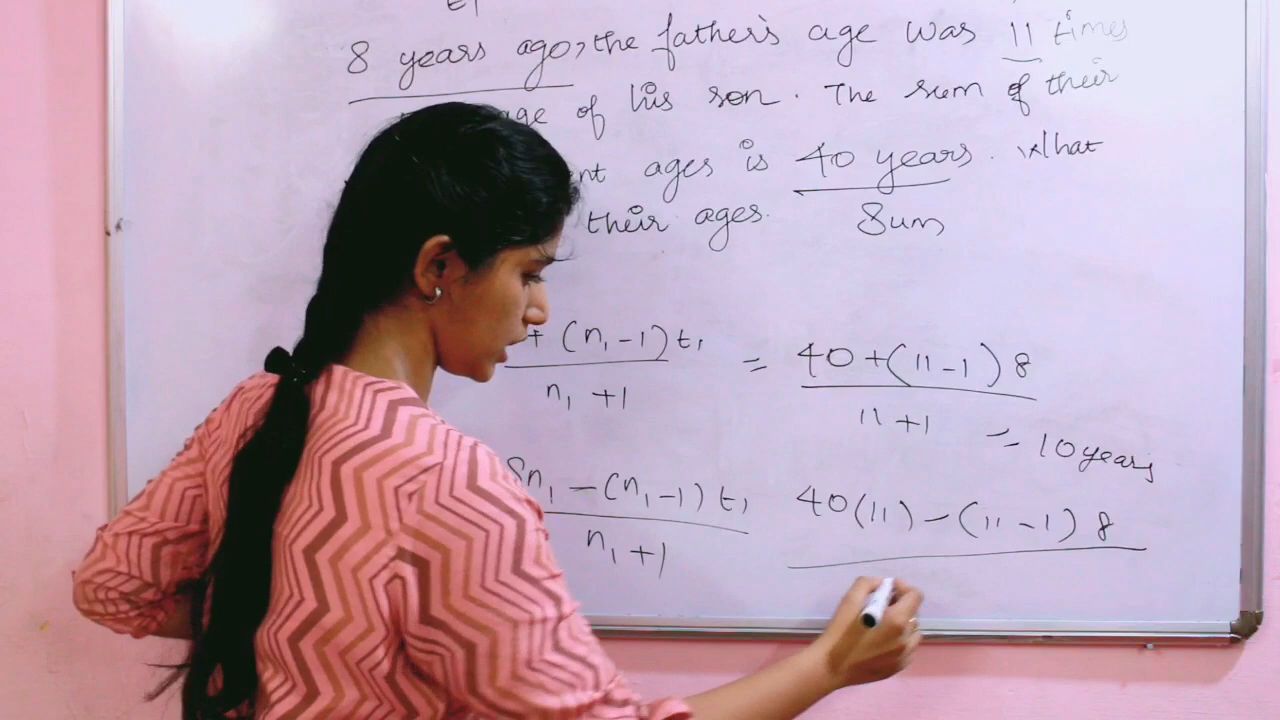 t1
8 years ago, the father's age was 11 times
age of his son. The sum of their
ages is 40 years. What
their ages. Sum
+ (n1 - 1) t1 = 40 + (11 - 1) 8
n1 + 1 11 + 1 = 10 years
Sn1 - (n1 - 1) t1 40(11) - (11 - 1) 8
n1 + 1